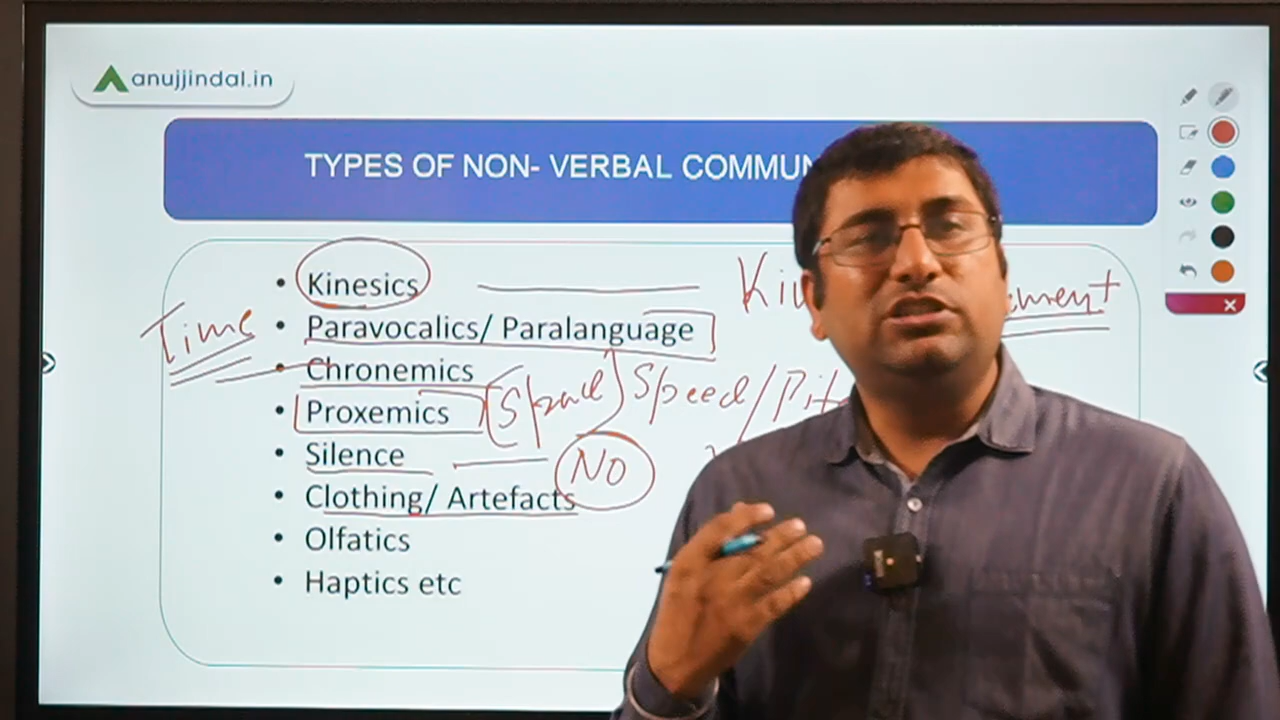 anujjindal.in
TYPES OF NON- VERBAL COMMUN
• Kinesics
• Paravocalics/ Paralanguage
Time
• Chronemics
• Proxemics
Speed/
• Silence
NO
• Clothing/ Artefacts
• Olfatics
• Haptics etc